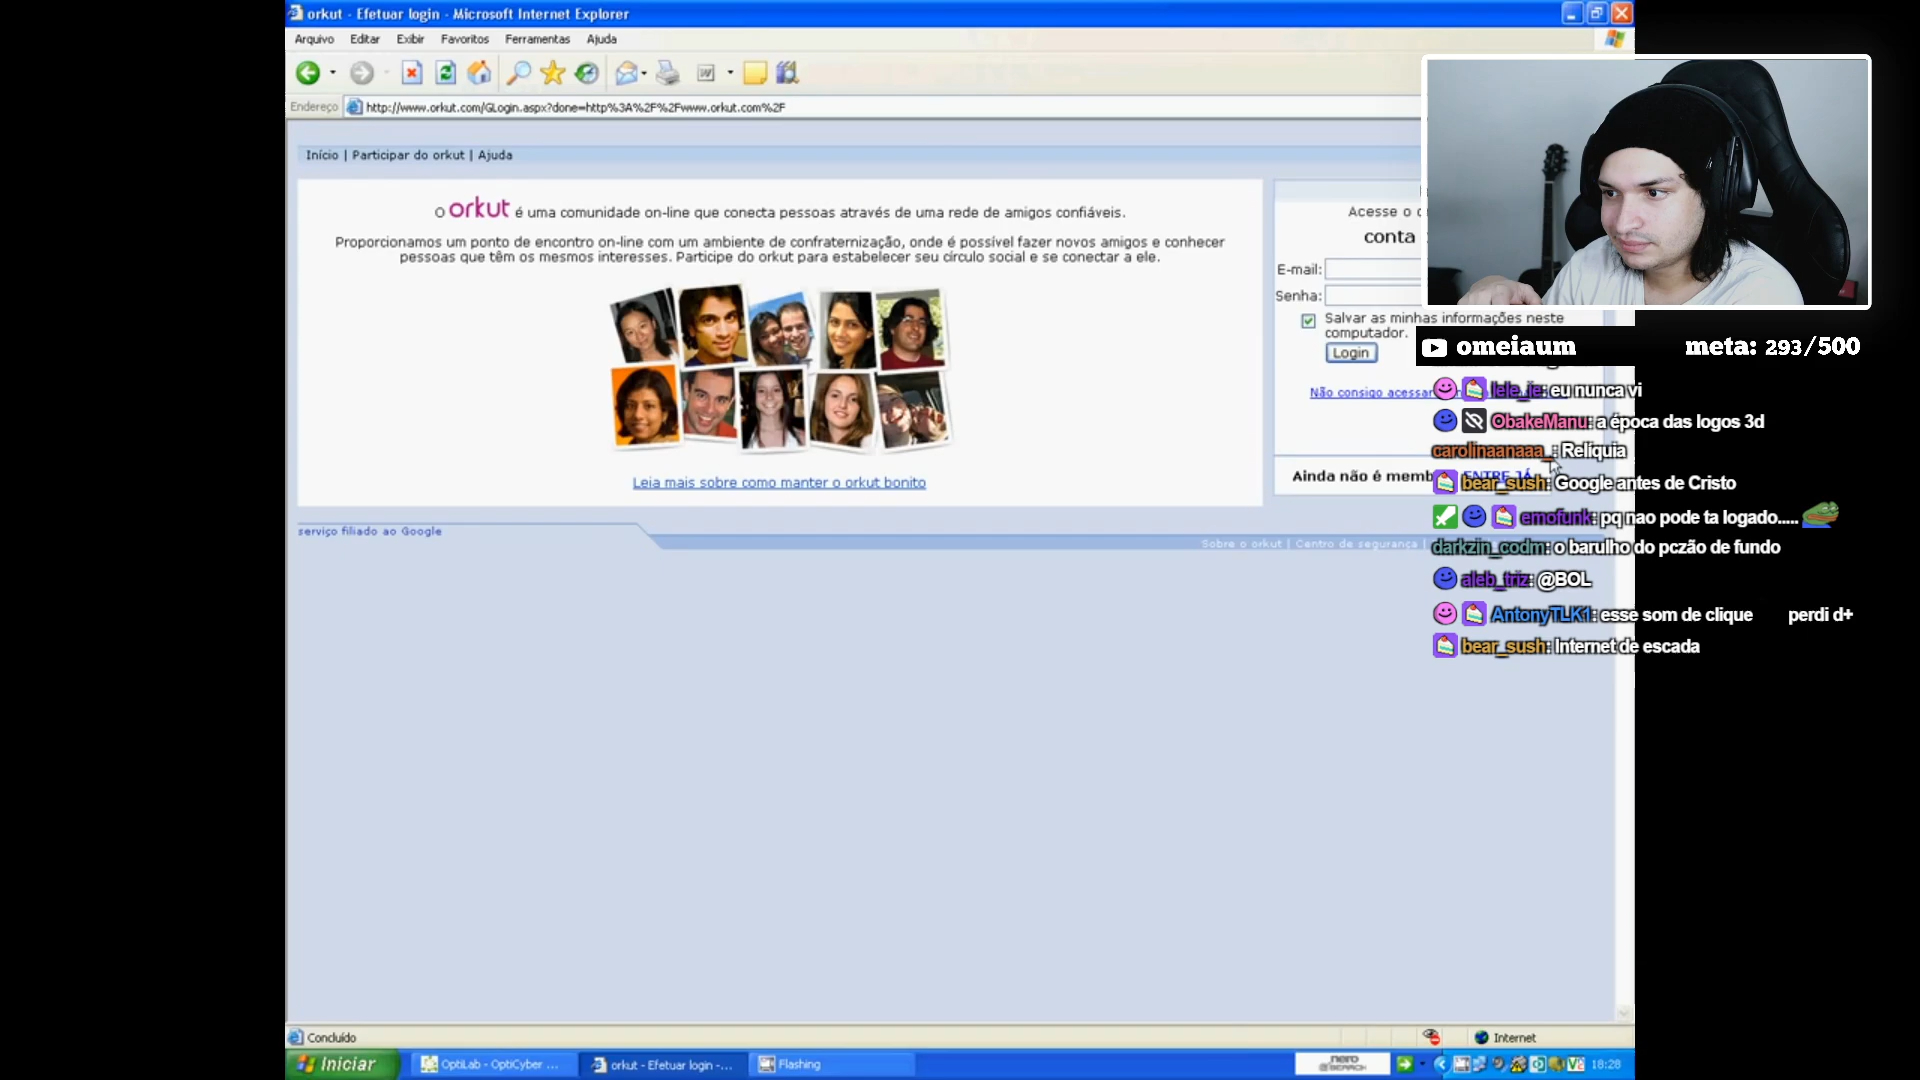 orkut - Efetuar login - Microsoft Internet Explorer
Arquivo Editar Exibir Favoritos Ferramentas Ajuda
Endereço http://www.orkut.com/GLogin.aspx?done=http%3A%2F%2Fwww.orkut.com%2F
Início | Participar do orkut | Ajuda
O orkut é uma comunidade on-line que conecta pessoas através de uma rede de amigos confiáveis.
Proporcionamos um ponto de encontro on-line com um ambiente de confraternização, onde é possível fazer novos amigos e conhecer
pessoas que têm os mesmos interesses. Participe do orkut para estabelecer seu círculo social e se conectar a ele.
Leia mais sobre como manter o orkut bonito
Acesse o
conta
E-mail:
Senha:
Salvar as minhas informações neste
computador.
Login
Não consigo acessar
Ainda não é memb ENTRE JÁ
serviço filiado ao Google
Sobre o orkut | Centro de segurança |
omeiaum meta: 293/500
lele_ie: eu nunca vi
ObakeManu: a época das logos 3d
carolinaanaaa_: Relíquia
bear_sush: Google antes de Cristo
emofunk: pq nao pode ta logado.....
darkzin_codm: o barulho do pczão de fundo
aleb_triz: @BOL
AntonyTLK1: esse som de clique perdi d+
bear_sush: Internet de escada
Concluído Internet
Iniciar OptiLab - OptiCyber ... orkut - Efetuar login -... Flashing nero SEARCH 18:28